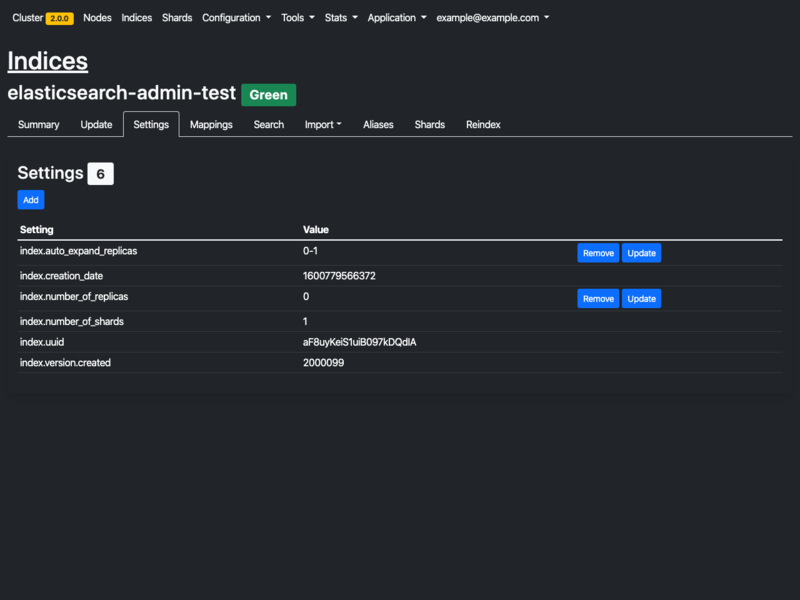 Cluster 2.0.0 Nodes Indices Shards Configuration Tools Stats Application example@example.com
Indices
elasticsearch-admin-test Green
Summary Update Settings Mappings Search Import Aliases Shards Reindex
Settings 6
Add
Setting Value
index.auto_expand_replicas 0-1 Remove Update
index.creation_date 1600779566372
index.number_of_replicas 0 Remove Update
index.number_of_shards 1
index.uuid aF8uyKeiS1uiB097kDQdlA
index.version.created 2000099